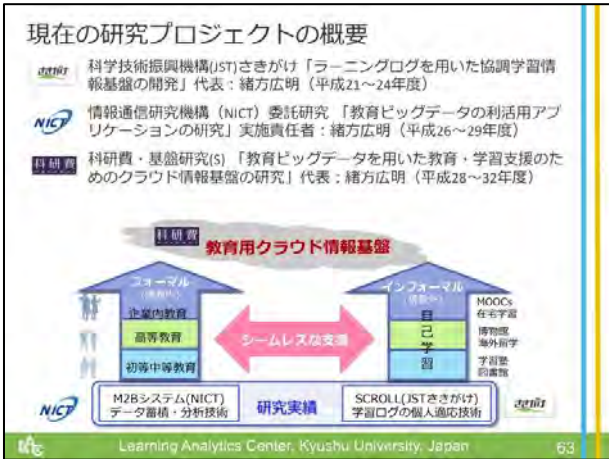 現在の研究プロジェクトの概要
さきがけ
科学技術振興機構(JST)さきがけ「ラーニングログを用いた協調学習情
報基盤の開発」代表：緒方広明（平成21～24年度）
NICT
情報通信研究機構（NICT）委託研究 「教育ビッグデータの利活用アプ
リケーションの研究」実施責任者：緒方広明（平成26～29年度）
科研費
科研費・基盤研究(S) 「教育ビッグデータを用いた教育・学習支援のた
めのクラウド情報基盤の研究」代表：緒方広明（平成28～32年度）
科研費
教育用クラウド情報基盤
フォーマル
企業内教育
高等教育
初等中等教育
シームレスな支援
インフォーマル
自
己
学
習
MOOCs
在宅学習
博物館
海外留学
学習塾
図書館
NICT
M2Bシステム(NICT)
データ蓄積・分析技術
研究実績
SCROLL(JSTさきがけ)
学習ログの個人適応技術
さきがけ
Learning Analytics Center, Kyushu University, Japan
63